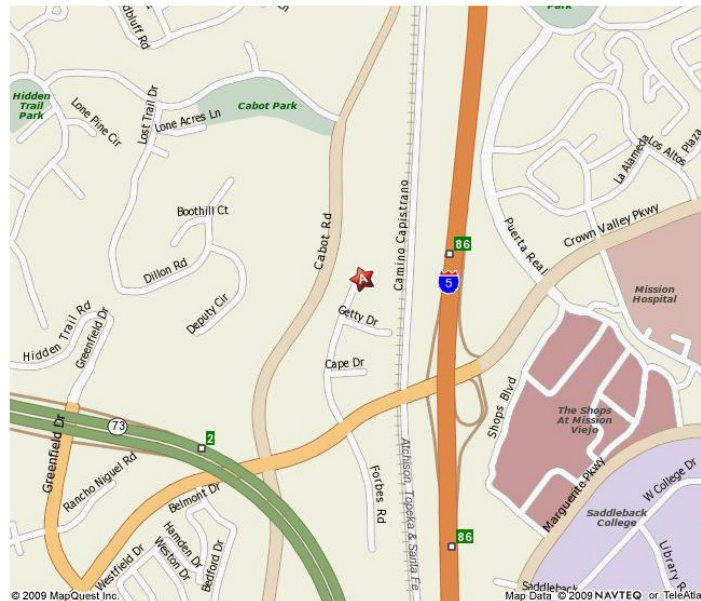 dbluff Rd
Park
Hidden
Trail
Park
Lone Pine Cir
Lost Trail Dr
Lone Acres Ln
Cabot Park
La Alameda
Los Altos
Plaza
Boothill Ct
Cabot Rd
Camino Capistrano
86
Puerta Real
Crown Valley Pkwy
Dillon Rd
A
5
Mission
Hospital
Deputy Cir
Getty Dr
Hidden Trail Rd
Greenfield Dr
Cape Dr
Shops Blvd
The Shops
At Mission
Viejo
73
2
Greenfield Dr
Rancho Niguel Rd
Belmont Dr
Forbes Rd
Atchison, Topeka & Santa Fe
Marguerite Pkwy
W College Dr
Saddleback
College
Hamden Dr
Weston Dr
Westfield Dr
Bedford Dr
86
Library R
Saddleback
© 2009 MapQuest Inc.
Map Data © 2009 NAVTEQ or TeleAtla